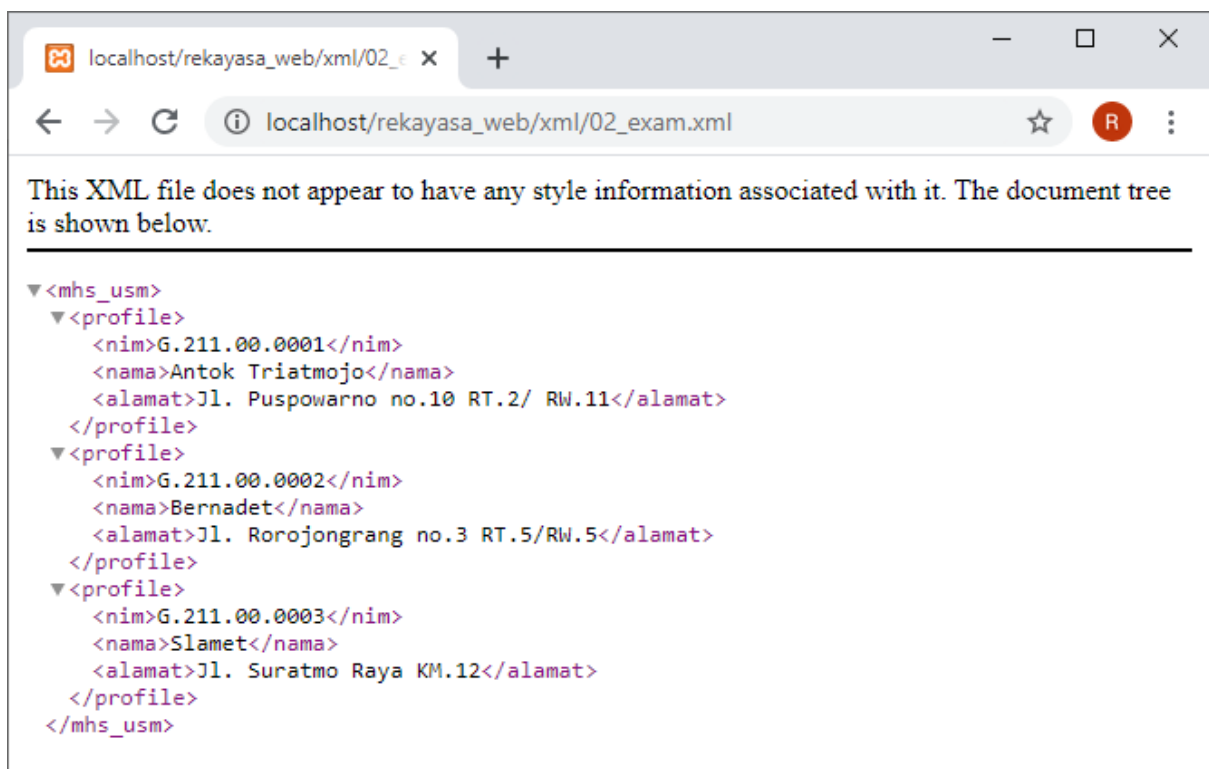 localhost/rekayasa_web/xml/02_e
localhost/rekayasa_web/xml/02_exam.xml
R
This XML file does not appear to have any style information associated with it. The document tree
is shown below.
▼<mhs_usm>
▼<profile>
<nim>G.211.00.0001</nim>
<nama>Antok Triatmojo</nama>
<alamat>Jl. Puspowarno no.10 RT.2/ RW.11</alamat>
</profile>
▼<profile>
<nim>G.211.00.0002</nim>
<nama>Bernadet</nama>
<alamat>Jl. Rorojongrang no.3 RT.5/RW.5</alamat>
</profile>
▼<profile>
<nim>G.211.00.0003</nim>
<nama>Slamet</nama>
<alamat>Jl. Suratmo Raya KM.12</alamat>
</profile>
</mhs_usm>